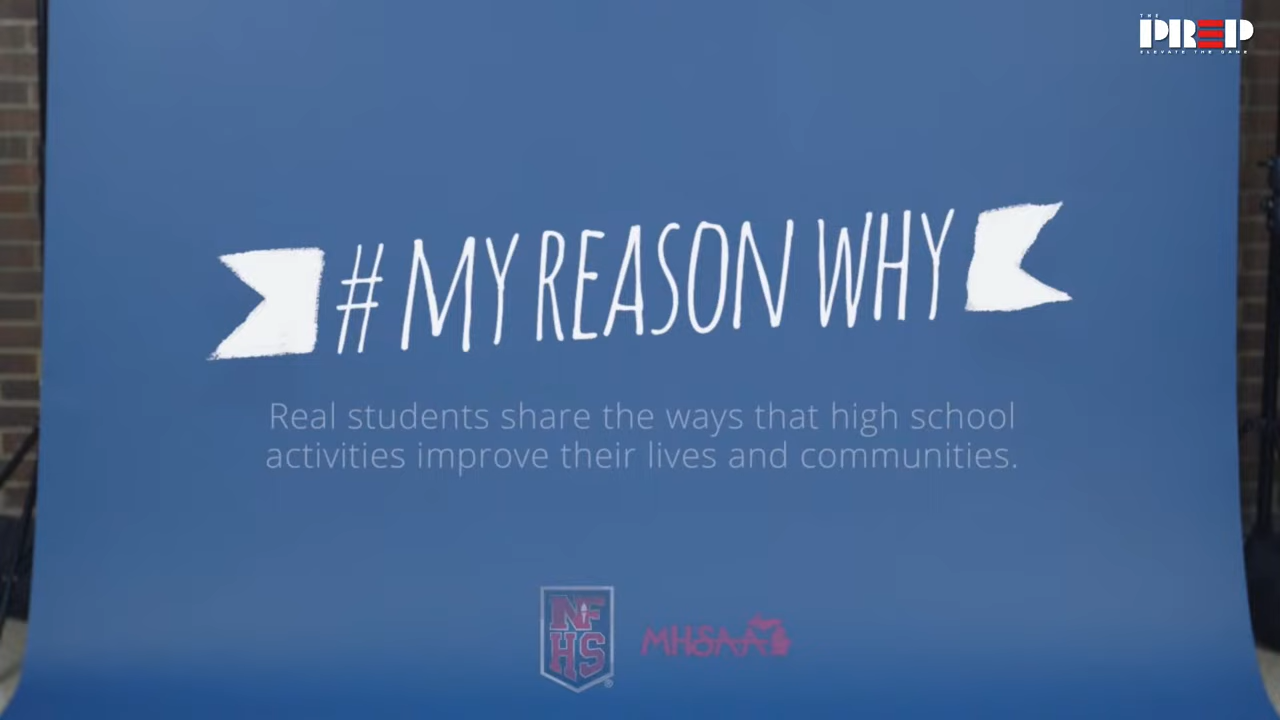 THE
PREP
ELEVATE THE GAME
#MY REASON WHY
Real students share the ways that high school
activities improve their lives and communities.
NF
HS
MHSAA